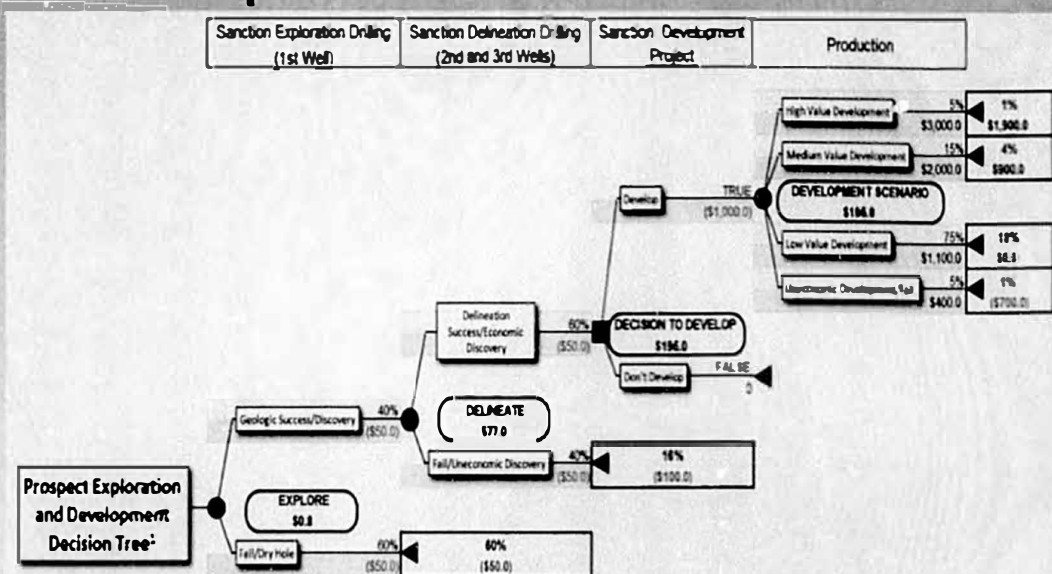 Sanction Exploration Drilling
(1st Well)
Sanction Delineation Drilling
(2nd and 3rd Wells)
Sanction Development
Project
Production
High Value Development
5%
$3,000.0
1%
$1,900.0
Medium Value Development
15%
$2,000.0
4%
$900.0
Develop
TRUE
($1,000.0)
DEVELOPMENT SCENARIO
Low Value Development
75%
$1,100.0
18%
5%
$400.0
1%
($700.0)
Delineation
Success/Economic
Discovery
60%
($50.0)
DECISION TO DEVELOP
Don't Develop
FALSE
0
Geologic Success/Discovery
40%
($50.0)
DELINEATE
$77.0
Fail/Uneconomic Discovery
40%
($50.0)
16%
($100.0)
Prospect Exploration
and Development
Decision Tree
EXPLORE
$0.8
Fail/Dry Hole
60%
($50.0)
60%
($50.0)